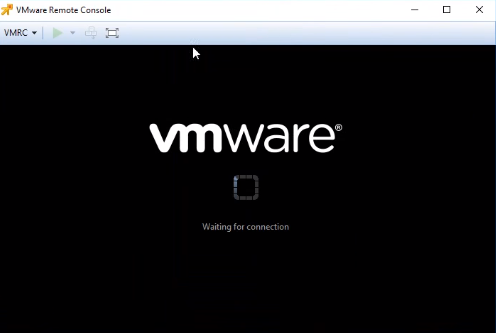 VMware Remote Console
VMRC
vmware®
Waiting for connection